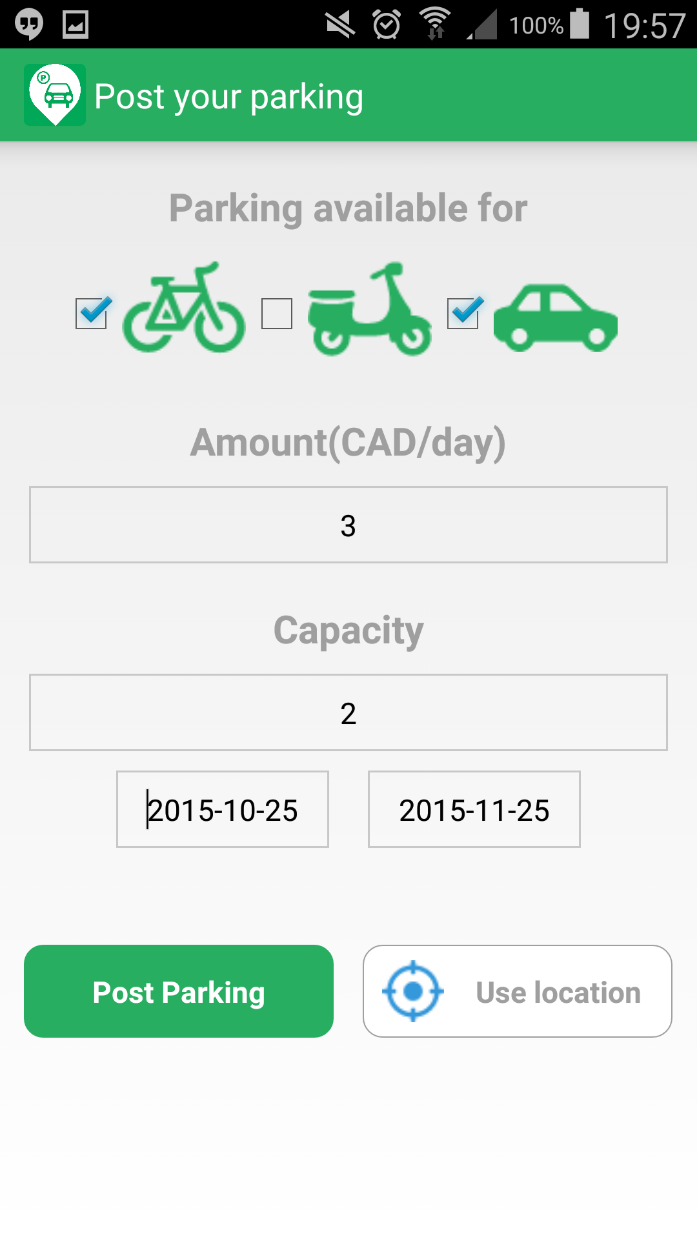 100% 19:57
P
Post your parking
Parking available for
Amount(CAD/day)
3
Capacity
2
2015-10-25 2015-11-25
Post Parking Use location